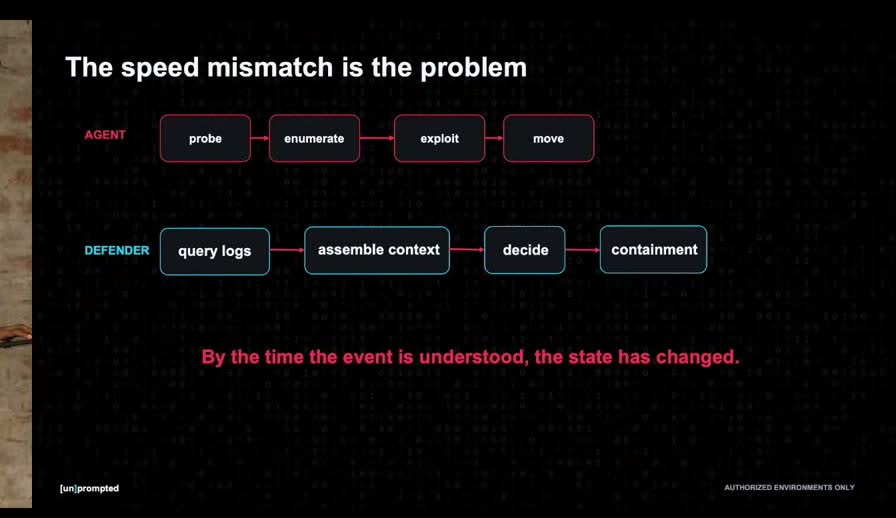 The speed mismatch is the problem
AGENT
probe
enumerate
exploit
move
DEFENDER
query logs
assemble context
decide
containment
By the time the event is understood, the state has changed.
[un]prompted
AUTHORIZED ENVIRONMENTS ONLY